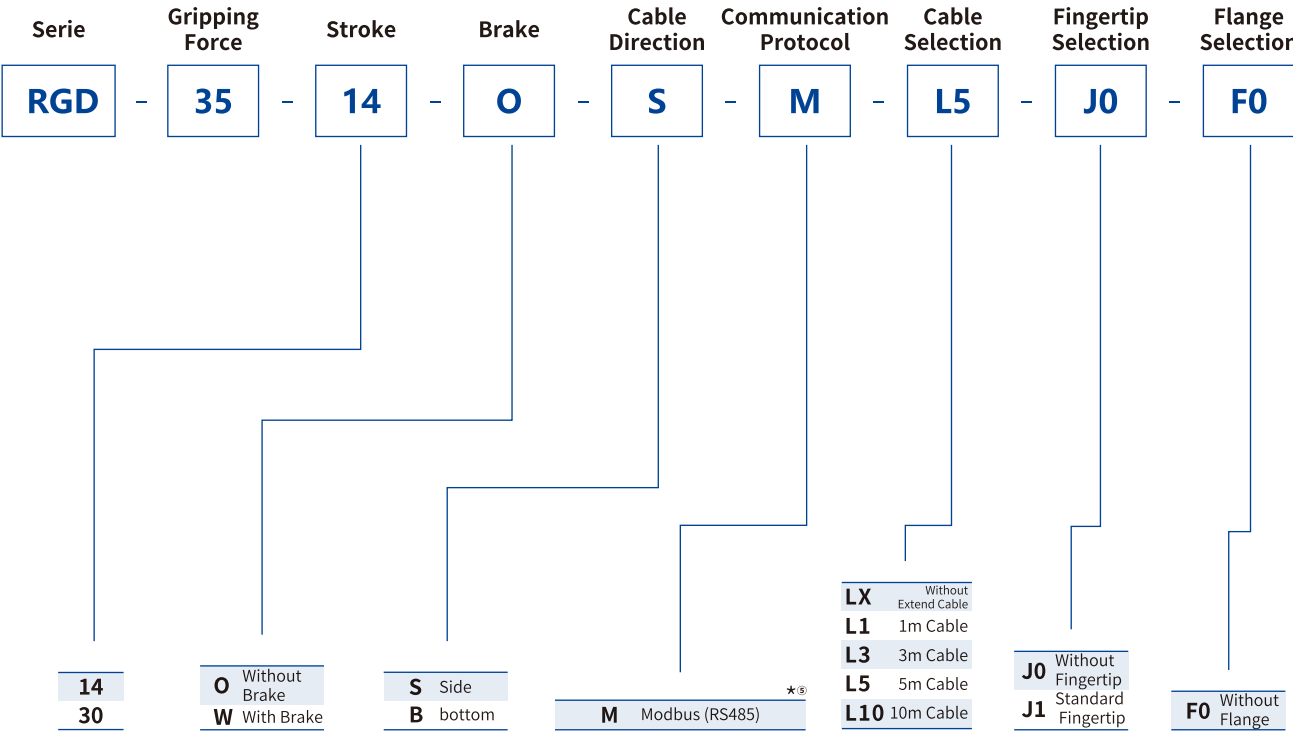 Serie
Gripping
Force
Stroke
Brake
Cable
Direction
Communication
Protocol
Cable
Selection
Fingertip
Selection
Flange
Selection
RGD - 35 - 14 - O - S - M - L5 - J0 - F0
14
30
O Without
Brake
W With Brake
S Side
B bottom
*⑤
M Modbus (RS485)
LX Without
Extend Cable
L1 1m Cable
L3 3m Cable
L5 5m Cable
L10 10m Cable
J0 Without
Fingertip
J1 Standard
Fingertip
F0 Without
Flange